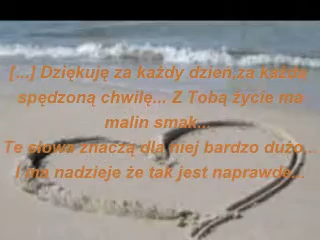 [...] Dziękuję za każdy dzień,za każdą
spędzoną chwilę... Z Tobą życie ma
malin smak...
Te słowa znaczą dla niej bardzo dużo...
I ma nadzieje że tak jest naprawdę...